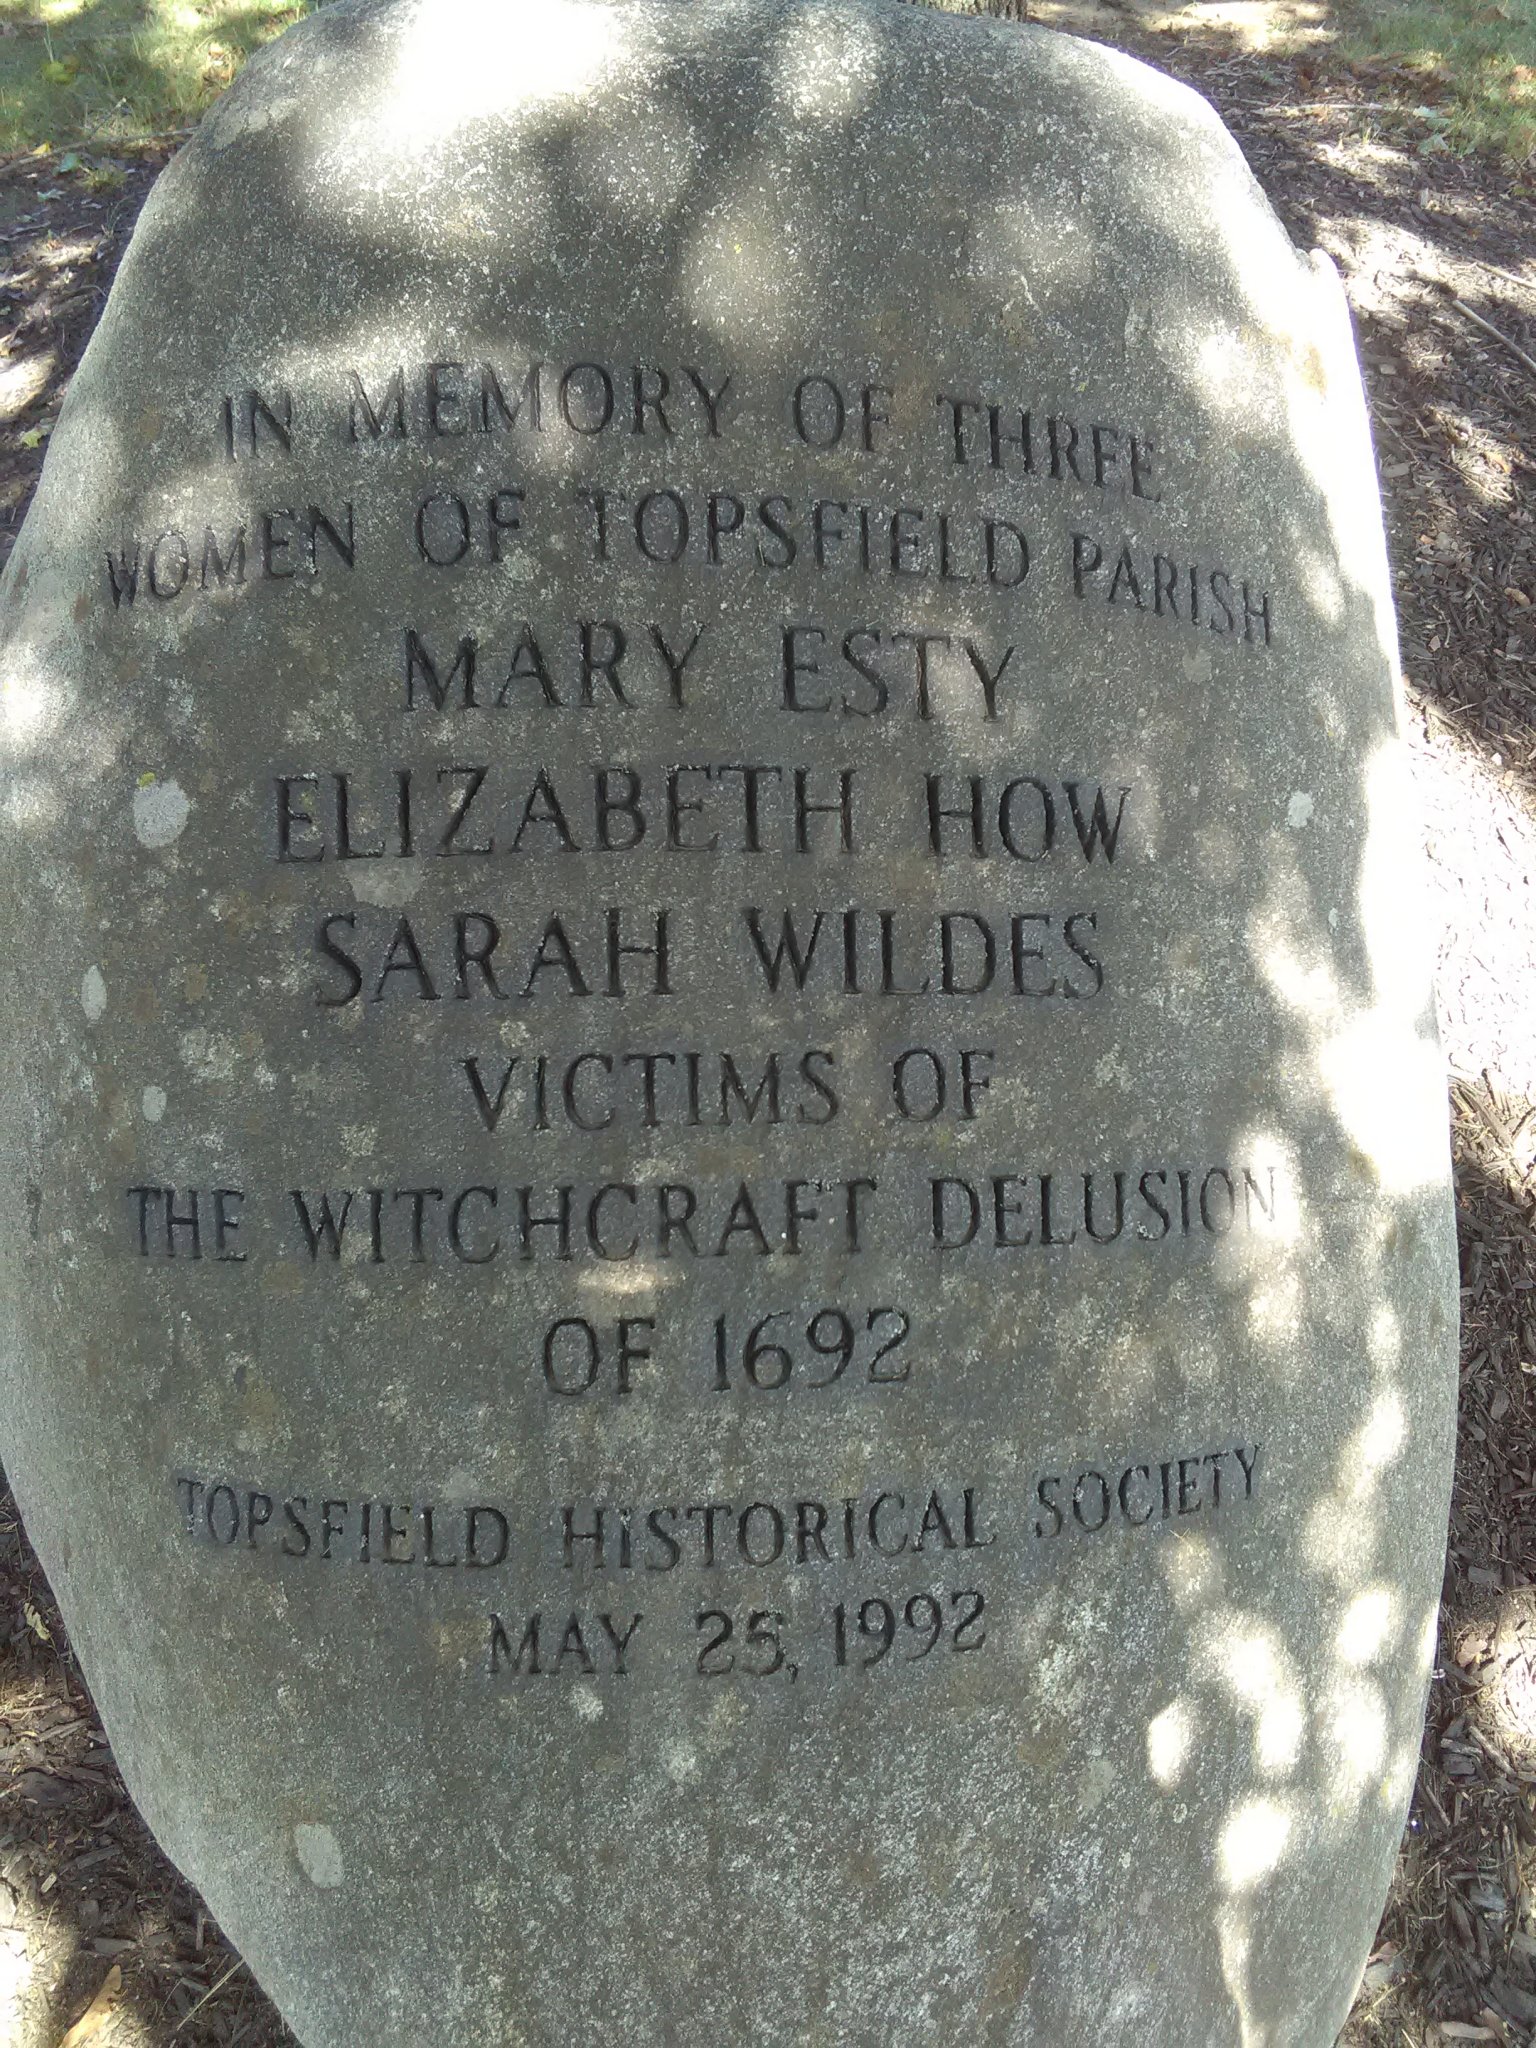 IN MEMORY OF THREE
WOMEN OF TOPSFIELD PARISH
MARY ESTY
ELIZABETH HOW
SARAH WILDES
VICTIMS OF
THE WITCHCRAFT DELUSION
OF 1692
TOPSFIELD HISTORICAL SOCIETY
MAY 25, 1992